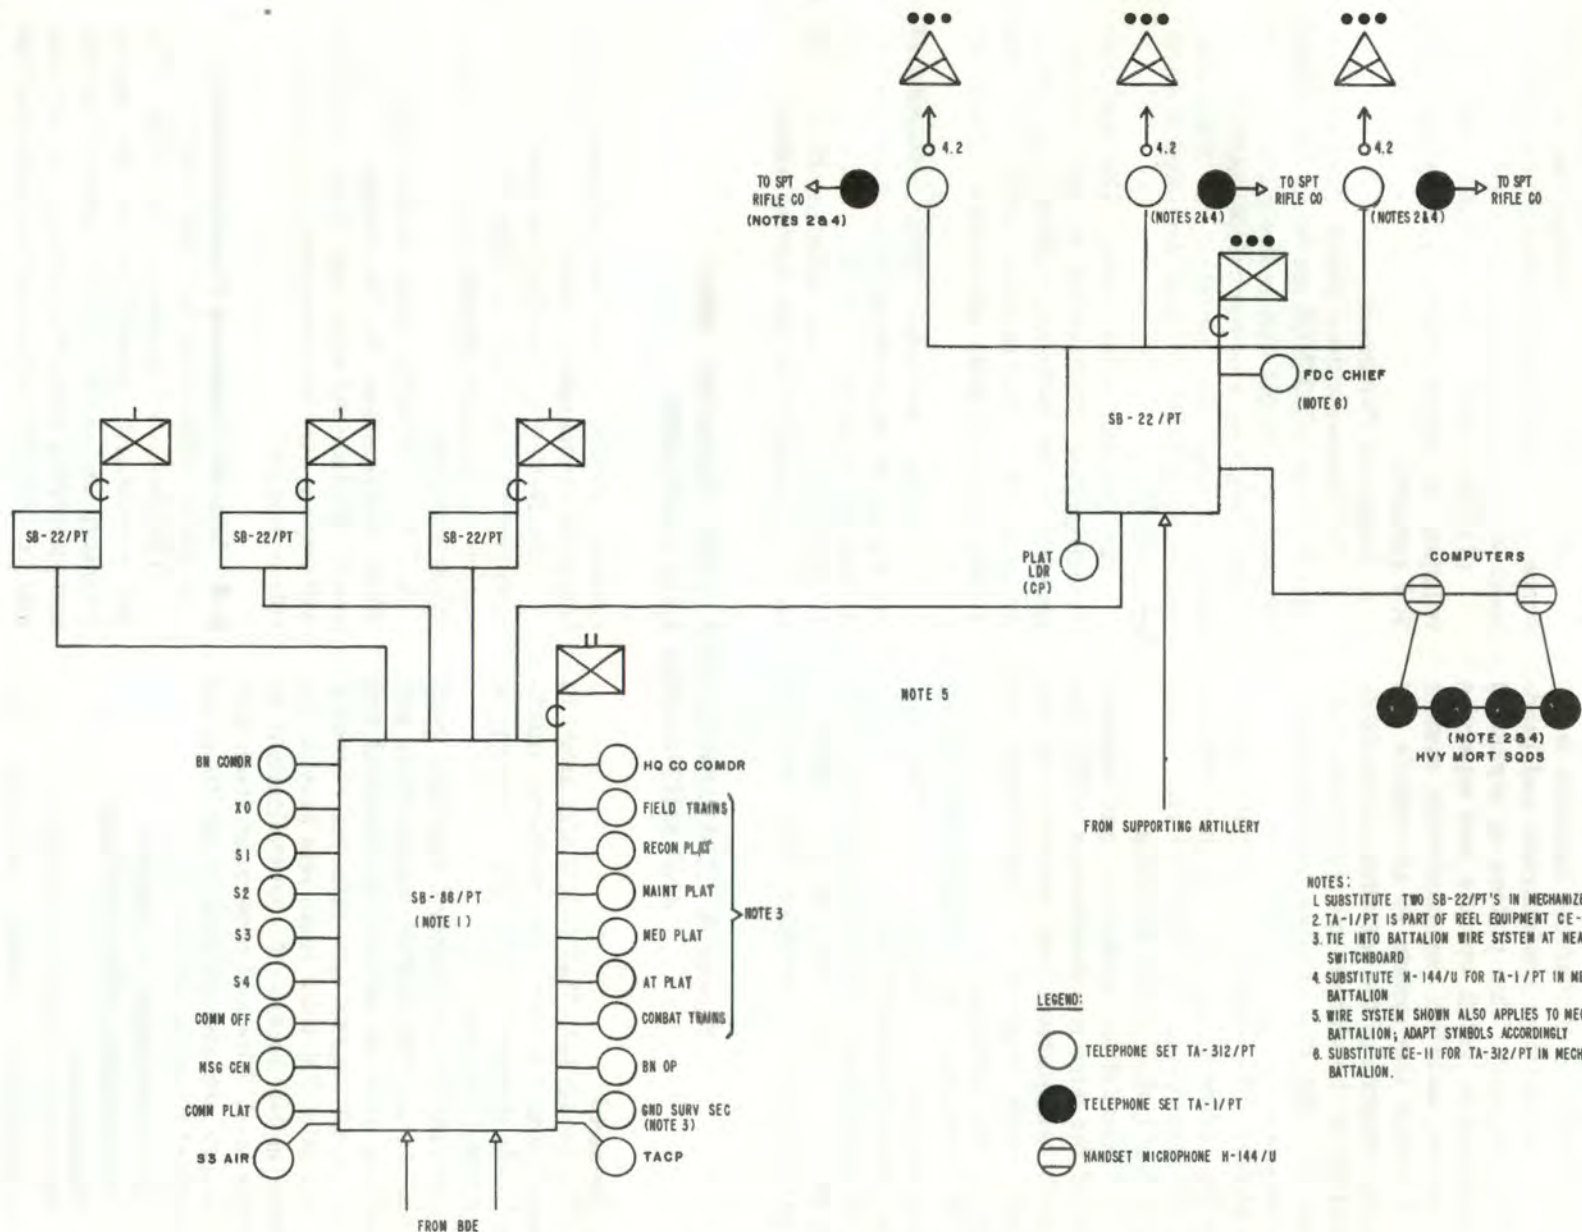 4.2
4.2
4.2
TO SPT
RIFLE CO
(NOTES 2 & 4)
(NOTES 2 & 4)
TO SPT
RIFLE CO
(NOTES 2 & 4)
TO SPT
RIFLE CO
SB-22/PT
FDC CHIEF
(NOTE 6)
PLAT
LDR
(CP)
SB-22/PT
SB-22/PT
SB-22/PT
COMPUTERS
(NOTE 2 & 4)
HVY MORT SQDS
NOTE 5
FROM SUPPORTING ARTILLERY
BN COMDR
XO
S1
S2
S3
S4
COMM OFF
MSG CEN
COMM PLAT
S3 AIR
SB-86/PT
(NOTE 1)
HQ CO COMDR
FIELD TRAINS
RECON PLAT
MAINT PLAT
MED PLAT
AT PLAT
COMBAT TRAINS
NOTE 3
BN OP
GND SURV SEC
(NOTE 3)
TACP
FROM BDE
LEGEND:
TELEPHONE SET TA-312/PT
TELEPHONE SET TA-1/PT
HANDSET MICROPHONE H-144/U
NOTES:
1. SUBSTITUTE TWO SB-22/PT'S IN MECHANIZE
2. TA-1/PT IS PART OF REEL EQUIPMENT CE-
3. TIE INTO BATTALION WIRE SYSTEM AT NEA
SWITCHBOARD
4. SUBSTITUTE H-144/U FOR TA-1/PT IN ME
BATTALION
5. WIRE SYSTEM SHOWN ALSO APPLIES TO MEC
BATTALION; ADAPT SYMBOLS ACCORDINGLY
6. SUBSTITUTE CE-11 FOR TA-312/PT IN MECH
BATTALION.